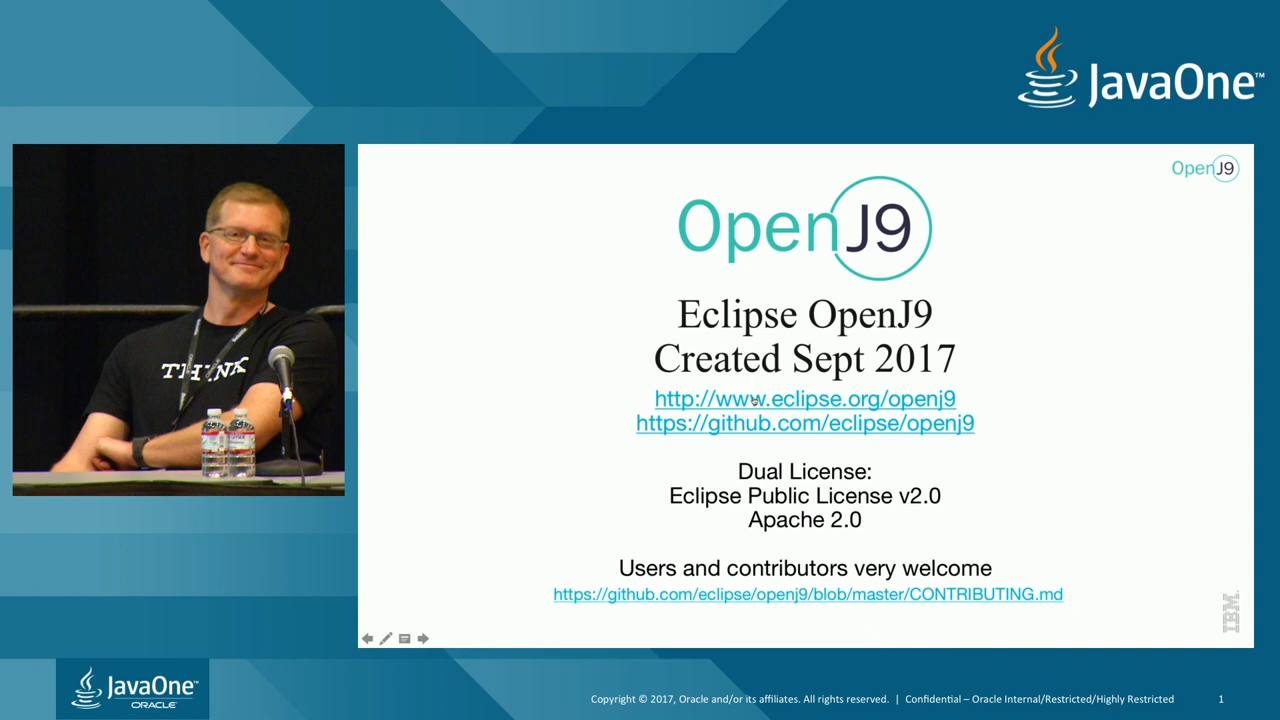 JavaOne™
THINK
OpenJ9
OpenJ9
Eclipse OpenJ9
Created Sept 2017
http://www.eclipse.org/openj9
https://github.com/eclipse/openj9
Dual License:
Eclipse Public License v2.0
Apache 2.0
Users and contributors very welcome
https://github.com/eclipse/openj9/blob/master/CONTRIBUTING.md
IBM
JavaOne™
ORACLE
Copyright © 2017, Oracle and/or its affiliates. All rights reserved. | Confidential – Oracle Internal/Restricted/Highly Restricted 1